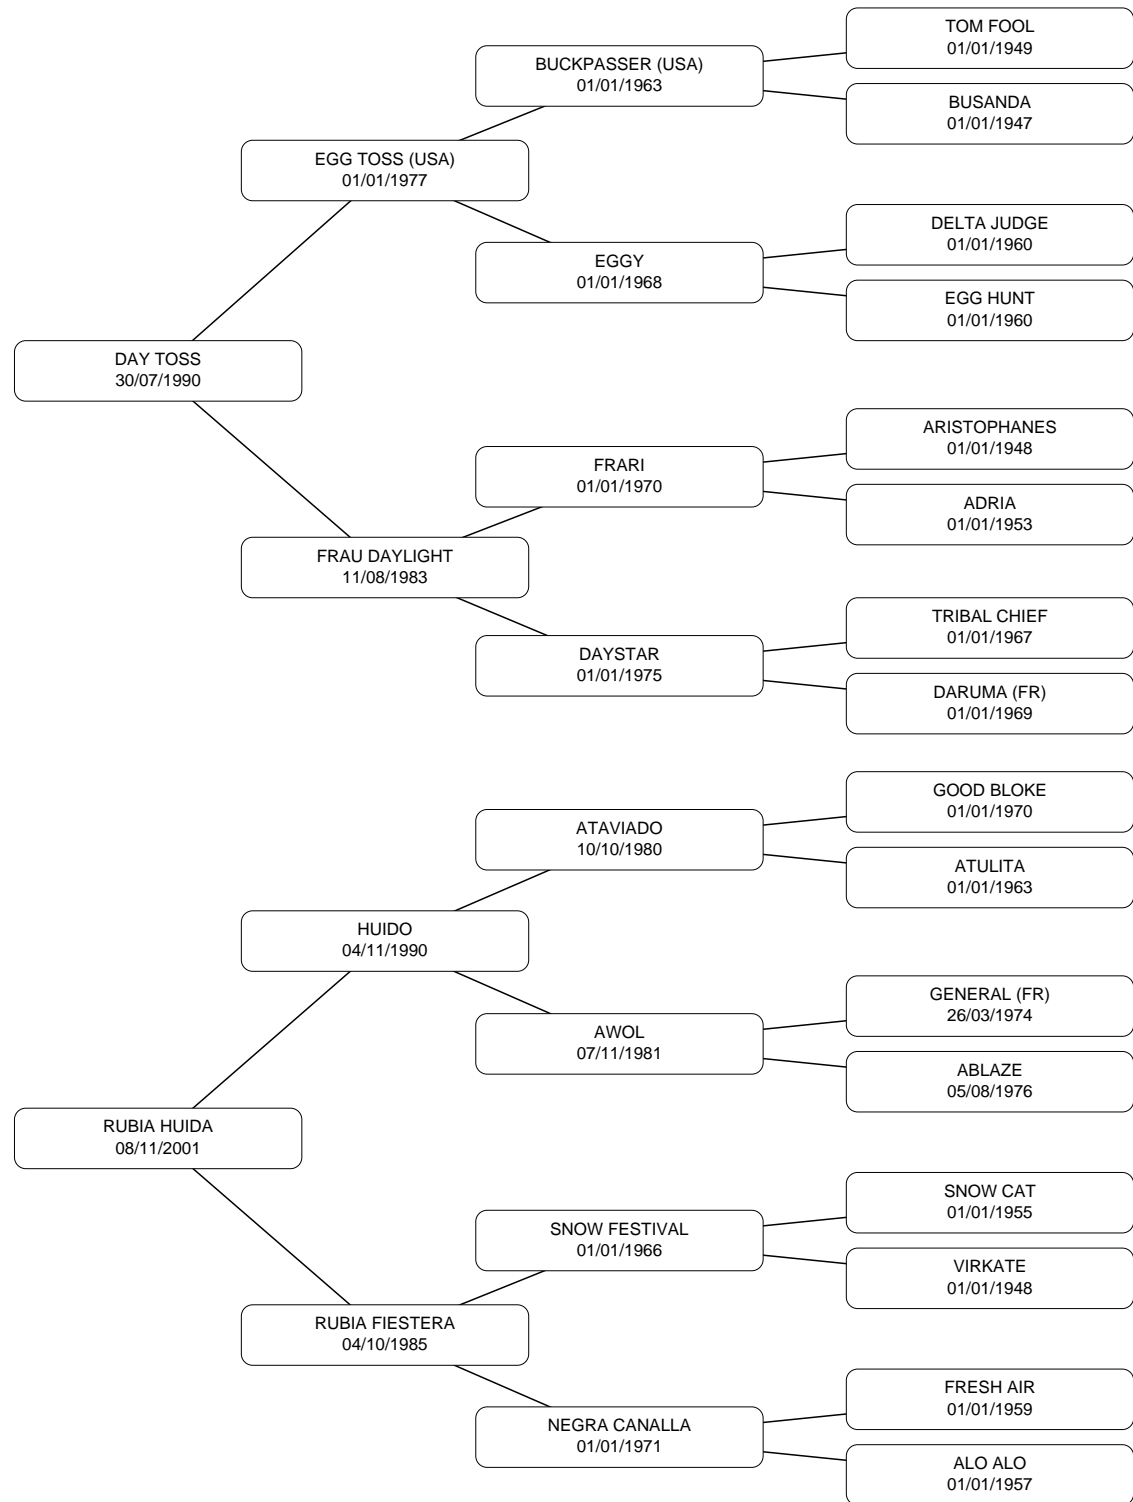 TOM FOOL
01/01/1949
BUCKPASSER (USA)
01/01/1963
BUSANDA
01/01/1947
EGG TOSS (USA)
01/01/1977
DELTA JUDGE
01/01/1960
EGGY
01/01/1968
EGG HUNT
01/01/1960
DAY TOSS
30/07/1990
ARISTOPHANES
01/01/1948
FRARI
01/01/1970
ADRIA
01/01/1953
FRAU DAYLIGHT
11/08/1983
TRIBAL CHIEF
01/01/1967
DAYSTAR
01/01/1975
DARUMA (FR)
01/01/1969
GOOD BLOKE
01/01/1970
ATAVIADO
10/10/1980
ATULITA
01/01/1963
HUIDO
04/11/1990
GENERAL (FR)
26/03/1974
AWOL
07/11/1981
ABLAZE
05/08/1976
RUBIA HUIDA
08/11/2001
SNOW CAT
01/01/1955
SNOW FESTIVAL
01/01/1966
VIRKATE
01/01/1948
RUBIA FIESTERA
04/10/1985
FRESH AIR
01/01/1959
NEGRA CANALLA
01/01/1971
ALO ALO
01/01/1957